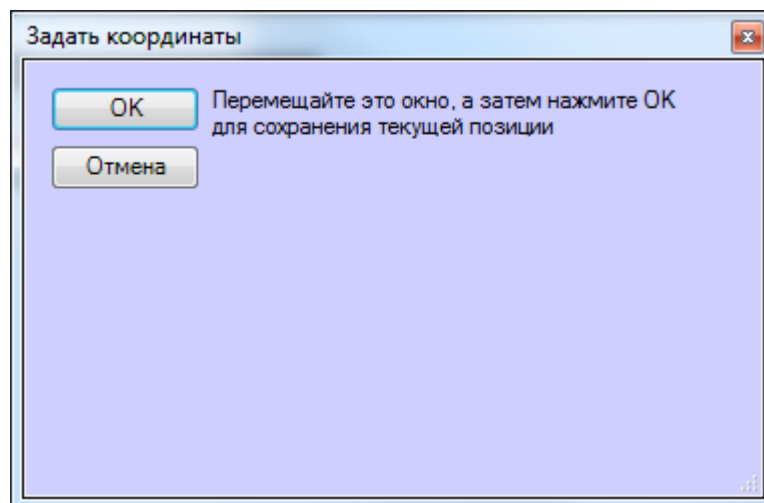 Задать координаты
OK
Перемещайте это окно, а затем нажмите OK
для сохранения текущей позиции
Отмена